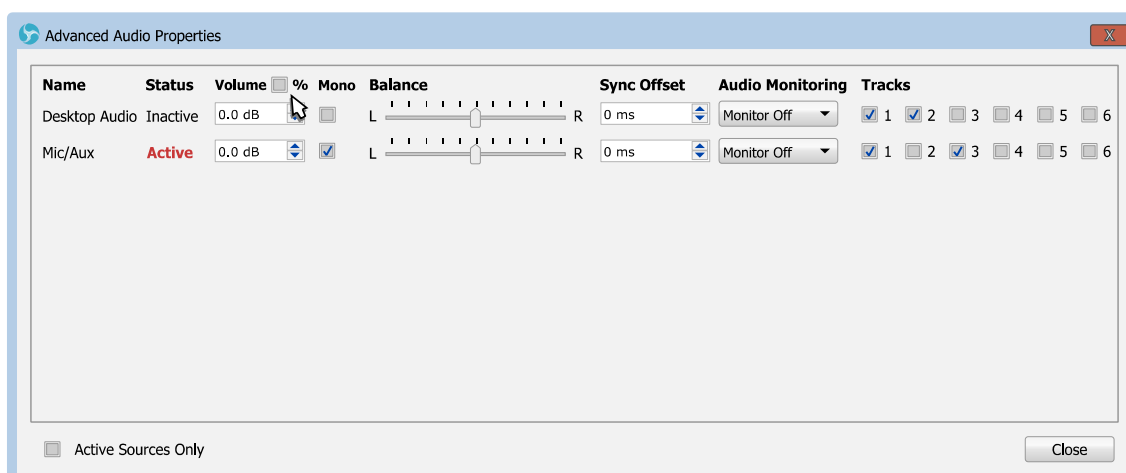 Advanced Audio Properties X
Name Status Volume % Mono Balance Sync Offset Audio Monitoring Tracks
Desktop Audio Inactive 0.0 dB L R 0 ms Monitor Off 1 2 3 4 5 6
Mic/Aux Active 0.0 dB L R 0 ms Monitor Off 1 2 3 4 5 6
Active Sources Only Close